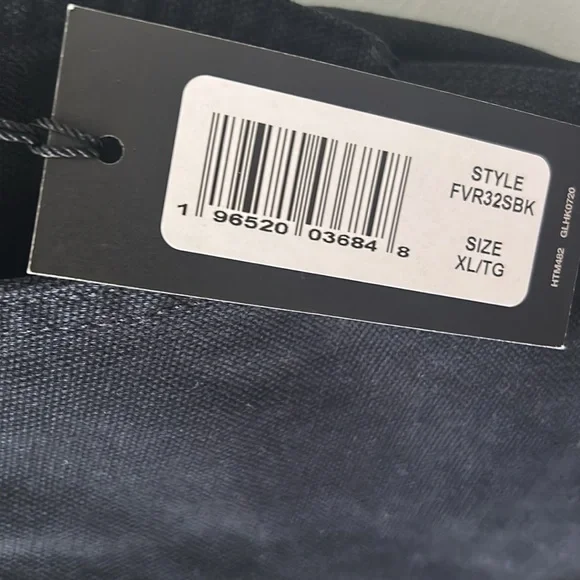 STYLE
FVR32SBK
SIZE
XL/TG
1 96520 03684 8
HTM482 GLHK0720